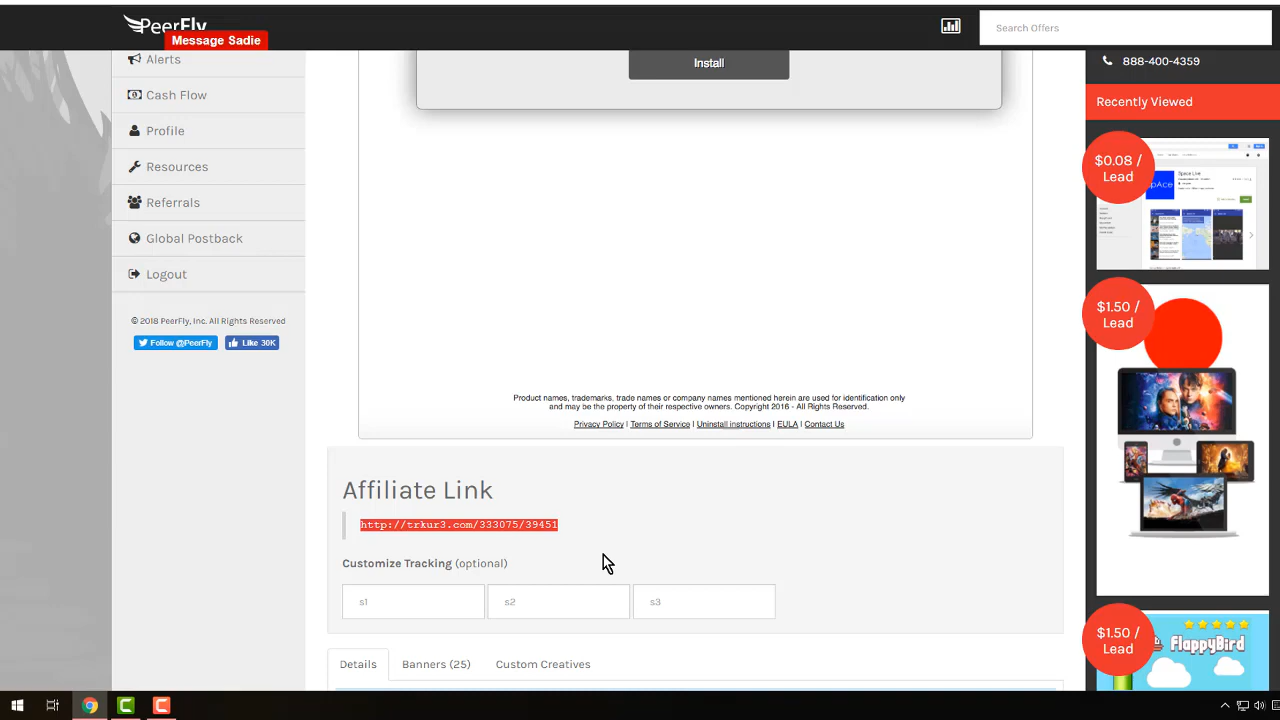 PeerFly
Message Sadie
Search Offers
Alerts
Cash Flow
Profile
Resources
Referrals
Global Postback
Logout
© 2018 PeerFly, Inc. All Rights Reserved
Follow @PeerFly
Like 30K
Install
Product names, trademarks, trade names or company names mentioned herein are used for identification only
and may be the property of their respective owners. Copyright 2016 - All Rights Reserved.
Privacy Policy | Terms of Service | Uninstall instructions | EULA | Contact Us
Affiliate Link
http://trkur3.com/333075/39451
Customize Tracking (optional)
s1
s2
s3
Details
Banners (25)
Custom Creatives
888-400-4359
Recently Viewed
$0.08 /
Lead
Space Live
$1.50 /
Lead
$1.50 /
Lead
FlappyBird